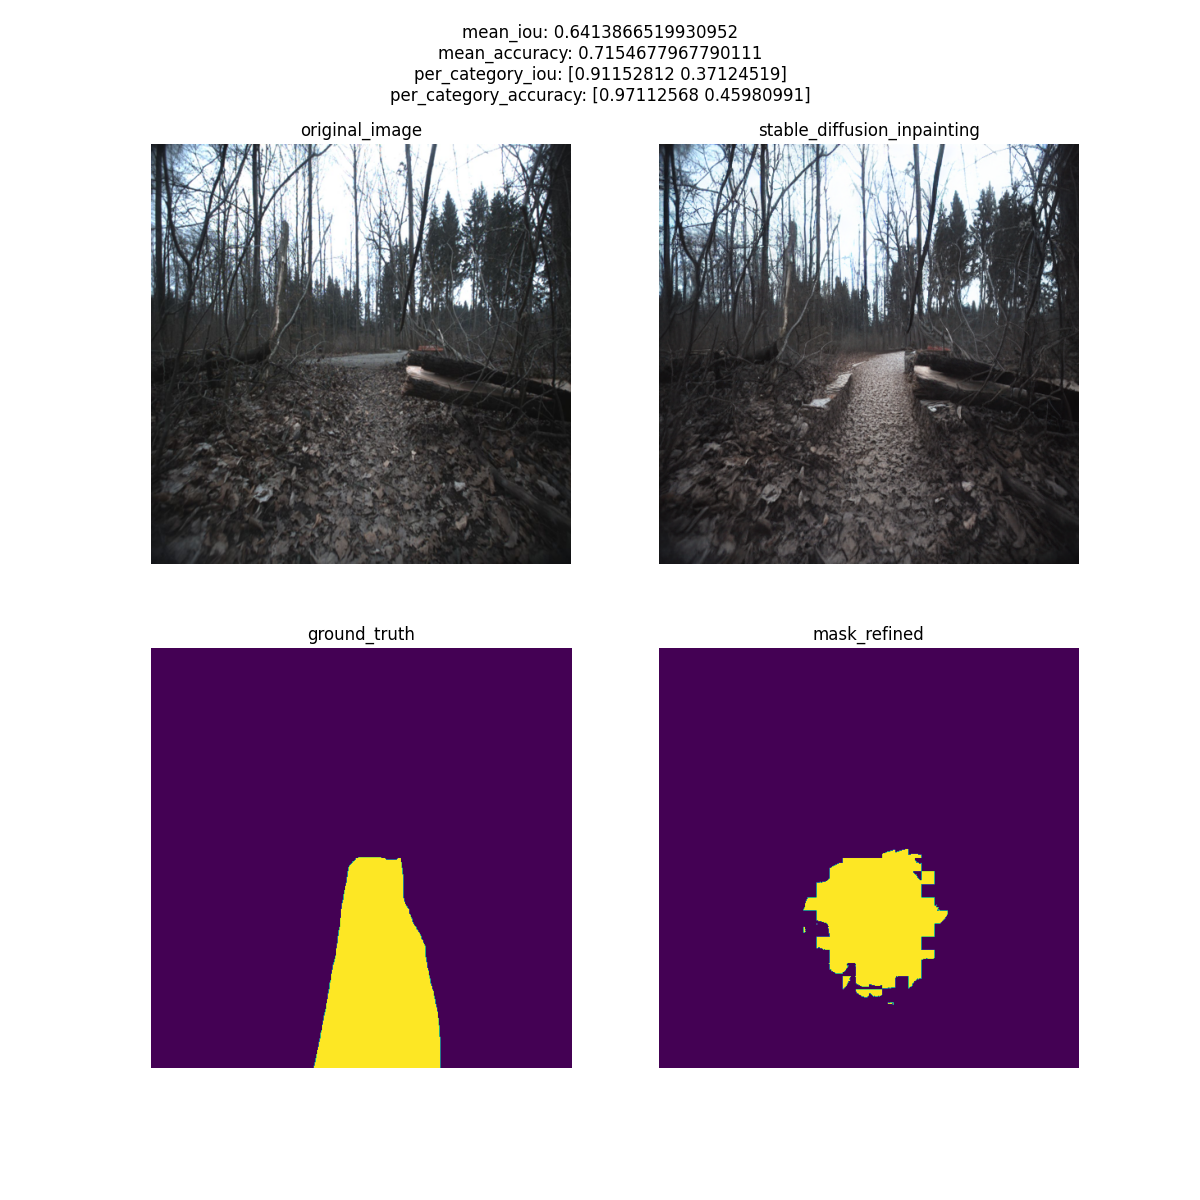 mean_iou: 0.6413866519930952
mean_accuracy: 0.7154677967790111
per_category_iou: [0.91152812 0.37124519]
per_category_accuracy: [0.97112568 0.45980991]
original_image
stable_diffusion_inpainting
ground_truth
mask_refined